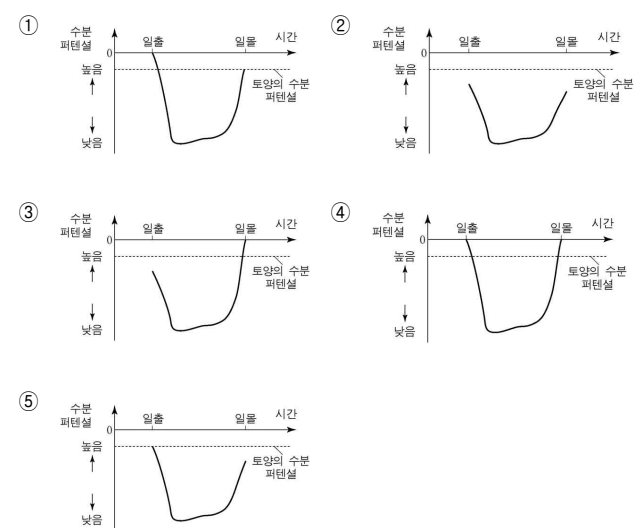 ①
수분
퍼텐셜
0
일출
일몰
시간
높음
낮음
토양의 수분
퍼텐셜
②
수분
퍼텐셜
0
일출
일몰
시간
높음
낮음
토양의 수분
퍼텐셜
③
수분
퍼텐셜
0
일출
일몰
시간
높음
낮음
토양의 수분
퍼텐셜
④
수분
퍼텐셜
0
일출
일몰
시간
높음
낮음
토양의 수분
퍼텐셜
⑤
수분
퍼텐셜
0
일출
일몰
시간
높음
낮음
토양의 수분
퍼텐셜